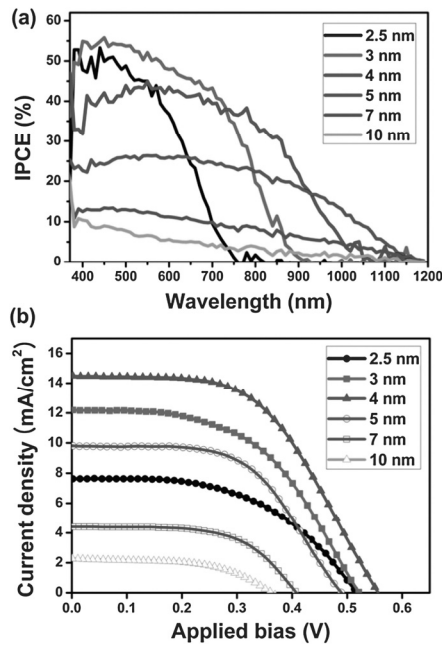 (a)
IPCE (%)
60
50
40
30
20
10
0
2.5 nm
3 nm
4 nm
5 nm
7 nm
10 nm
400 500 600 700 800 900 1000 1100 1200
Wavelength (nm)
(b)
Current density (mA/cm²)
16
14
12
10
8
6
4
2
0
2.5 nm
3 nm
4 nm
5 nm
7 nm
10 nm
0.0 0.1 0.2 0.3 0.4 0.5 0.6
Applied bias (V)